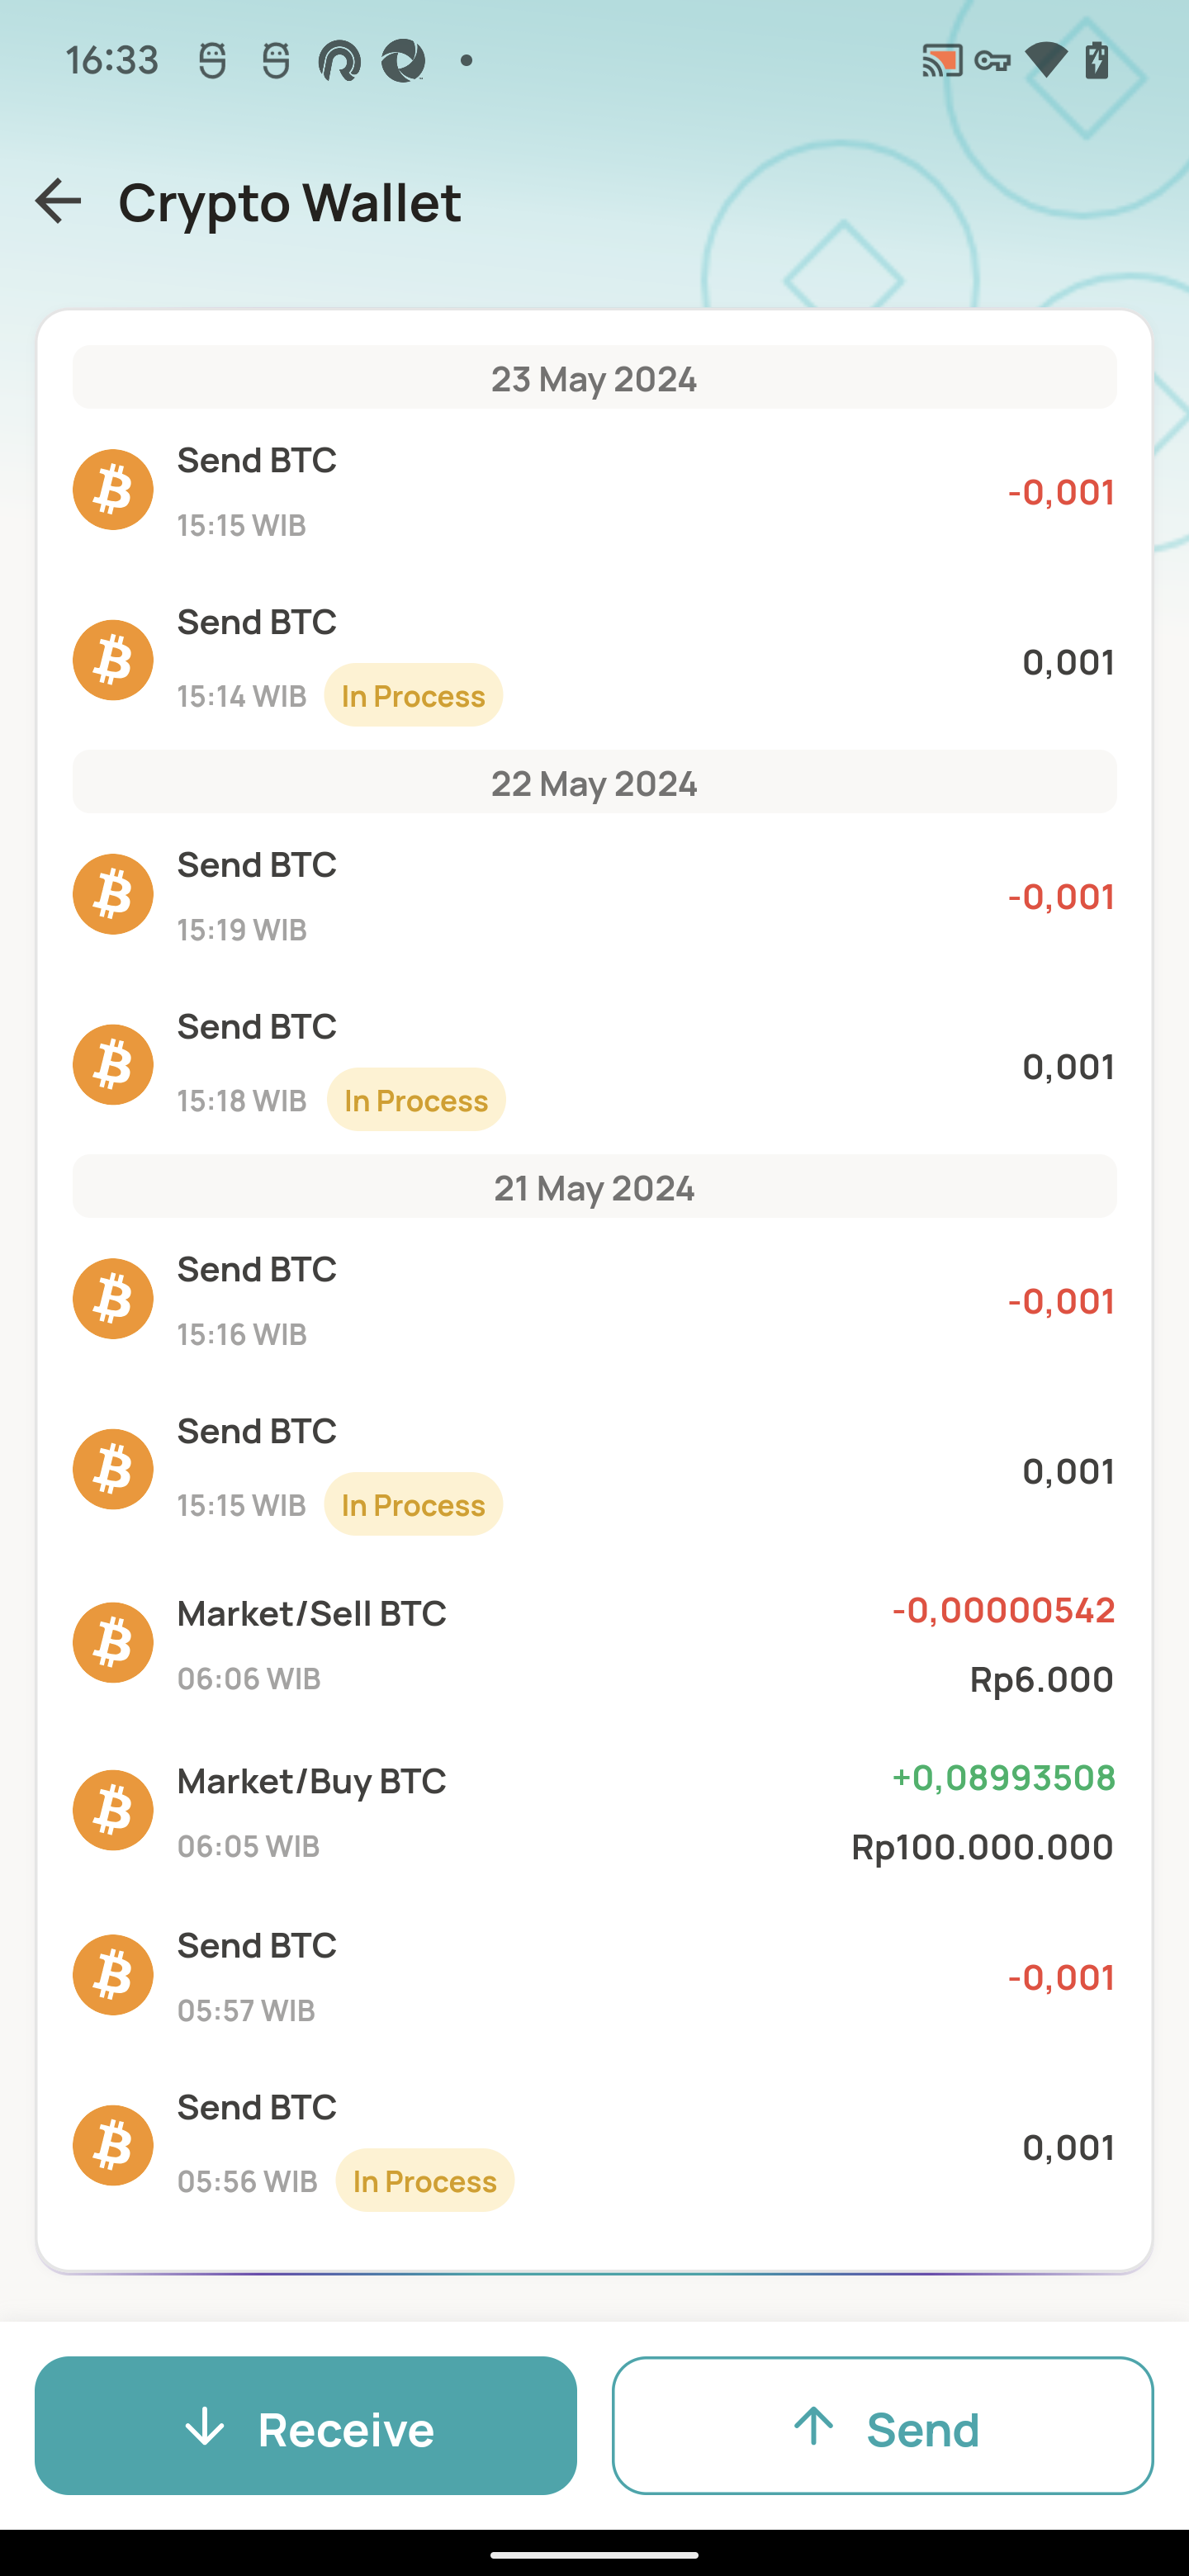 16:33
Crypto Wallet
23 May 2024
Send BTC
-0,001
15:15 WIB
Send BTC
0,001
15:14 WIB In Process
22 May 2024
Send BTC
-0,001
15:19 WIB
Send BTC
0,001
15:18 WIB In Process
21 May 2024
Send BTC
-0,001
15:16 WIB
Send BTC
0,001
15:15 WIB In Process
Market/Sell BTC -0,00000542
06:06 WIB Rp6.000
Market/Buy BTC +0,08993508
06:05 WIB Rp100.000.000
Send BTC
-0,001
05:57 WIB
Send BTC
0,001
05:56 WIB In Process
Receive Send